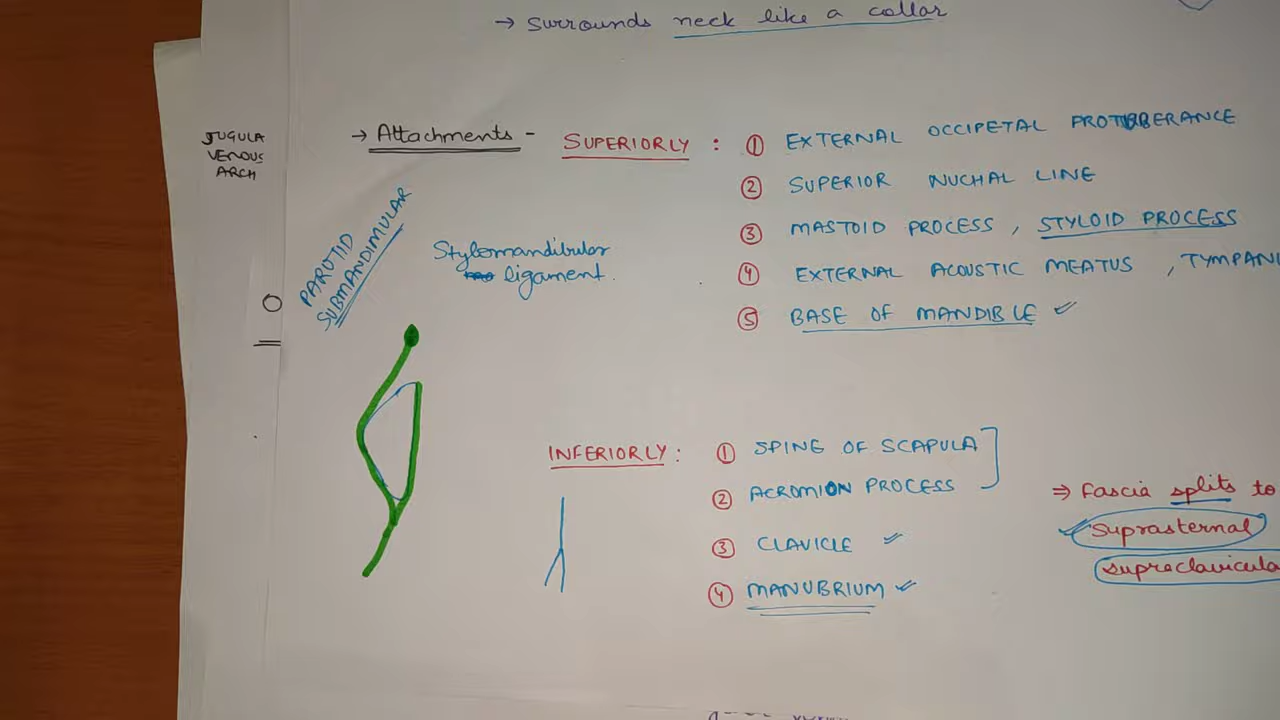 → Surrounds neck like a collar
JUGULA
VENOUS
ARCH
→ Attachments - SUPERIORLY : ① EXTERNAL OCCIPETAL PROTUBERANCE
② SUPERIOR NUCHAL LINE
③ MASTOID PROCESS , STYLOID PROCESS
④ EXTERNAL ACOUSTIC MEATUS , TYMPANI
⑤ BASE OF MANDIBLE ✓
PAROTID
SUBMANDIMULAR
Stylomandibular
ligament.
INFERIORLY : ① SPINE OF SCAPULA
② ACROMION PROCESS
③ CLAVICLE ✓
④ MANUBRIUM ✓
⇒ fascia splits to
suprasternal
supraclavicula